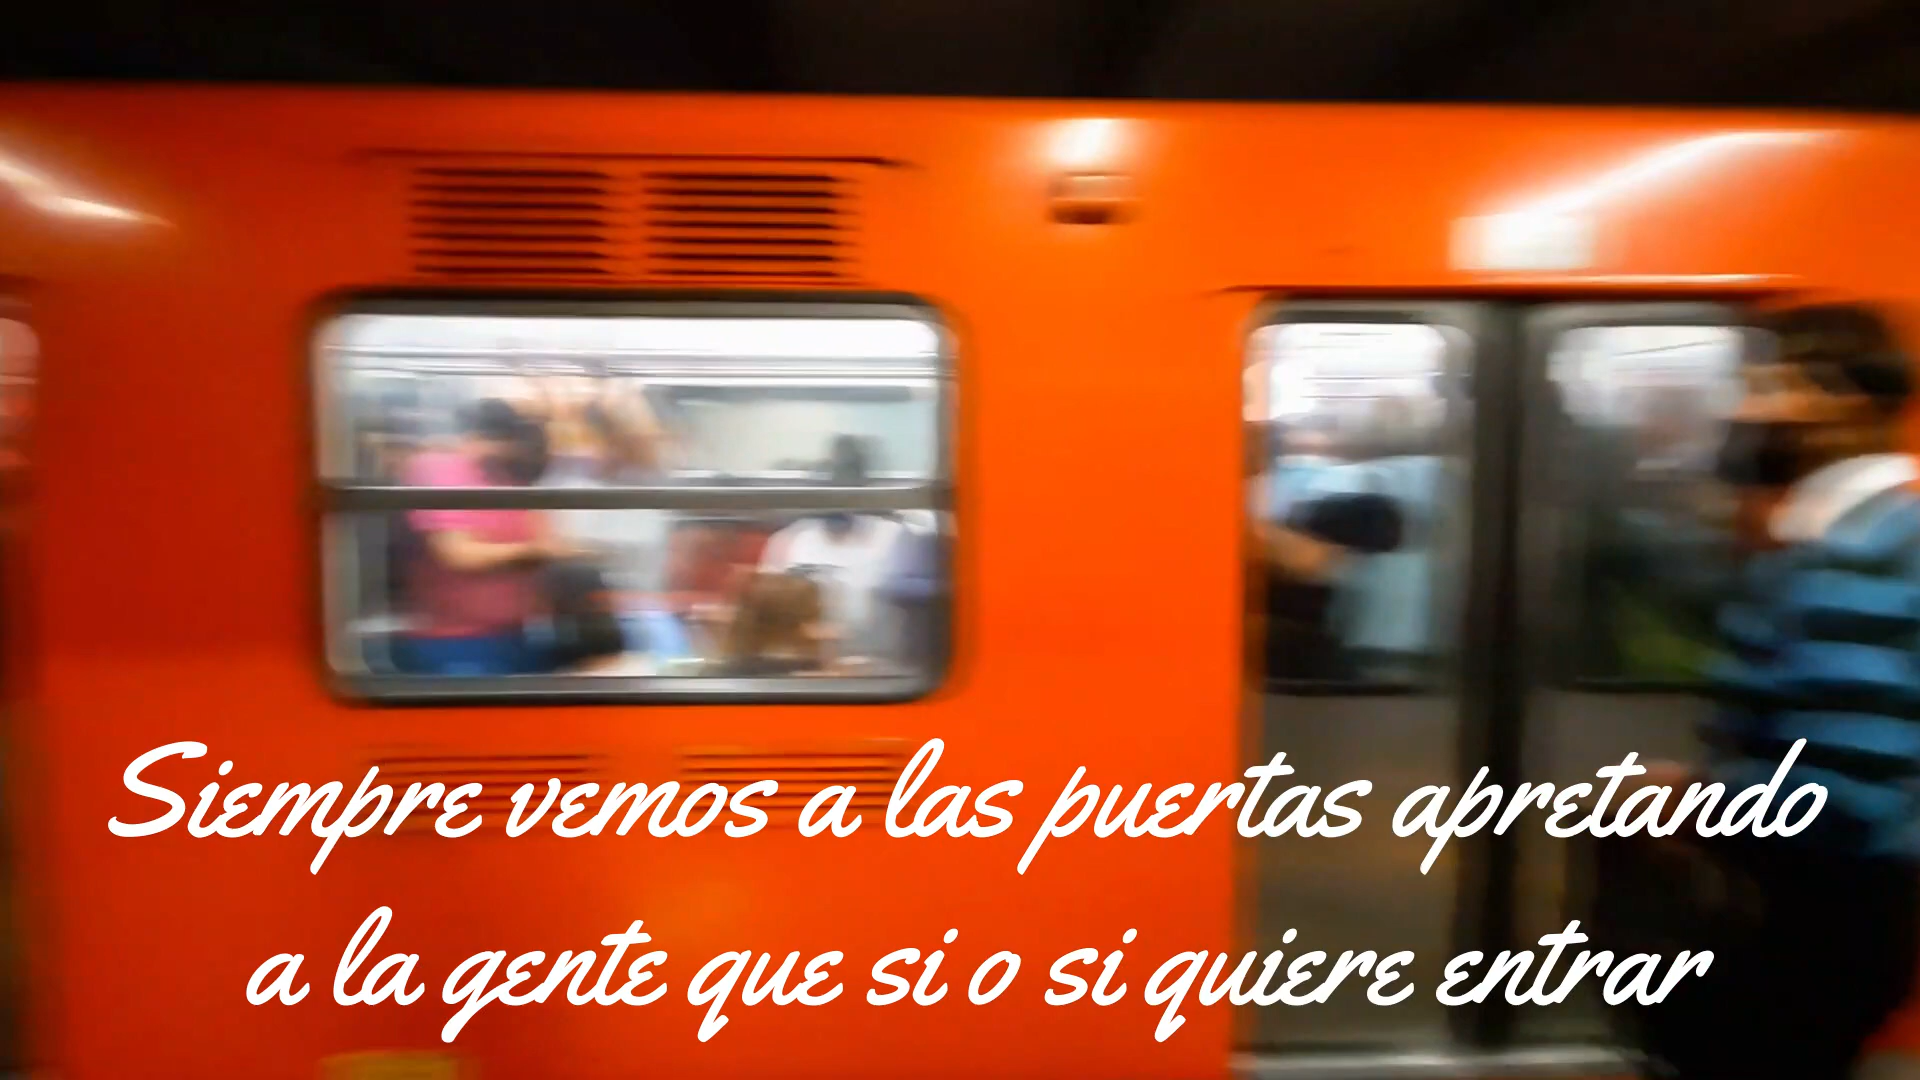 Siempre vemos a las puertas apretando
a la gente que si o si quiere entrar